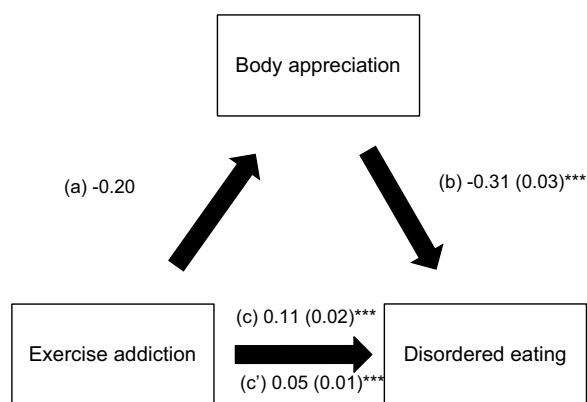 Body appreciation
(a) -0.20
(b) -0.31 (0.03)***
(c) 0.11 (0.02)***
Exercise addiction
Disordered eating
(c’) 0.05 (0.01)***